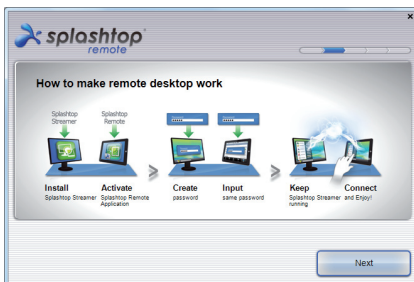 splashtop
remote
How to make remote desktop work
Splashtop
Streamer
Splashtop
Remote
Install
Splashtop Streamer
Activate
Splashtop Remote
Application
Create
password
Input
same password
Keep
Splashtop Streamer
running
Connect
and Enjoy!
Next